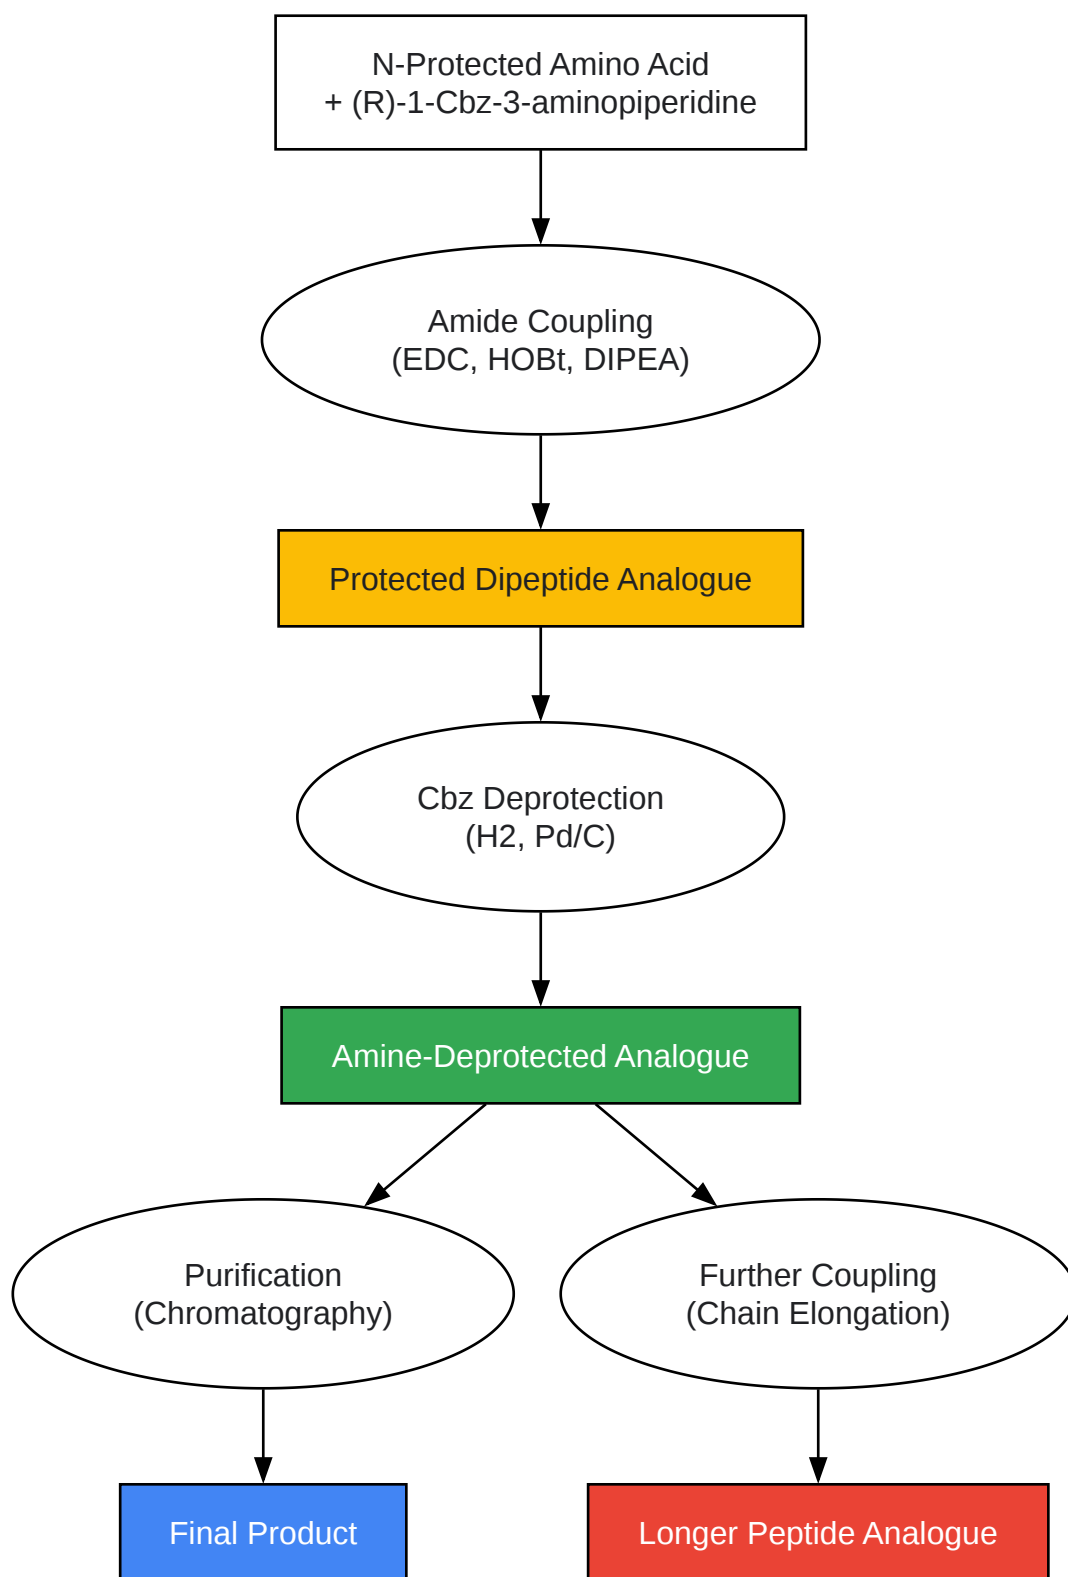 N-Protected Amino Acid
+ (R)-1-Cbz-3-aminopiperidine
Amide Coupling
(EDC, HOBt, DIPEA)
Protected Dipeptide Analogue
Cbz Deprotection
(H2, Pd/C)
Amine-Deprotected Analogue
Purification
(Chromatography)
Further Coupling
(Chain Elongation)
Final Product
Longer Peptide Analogue